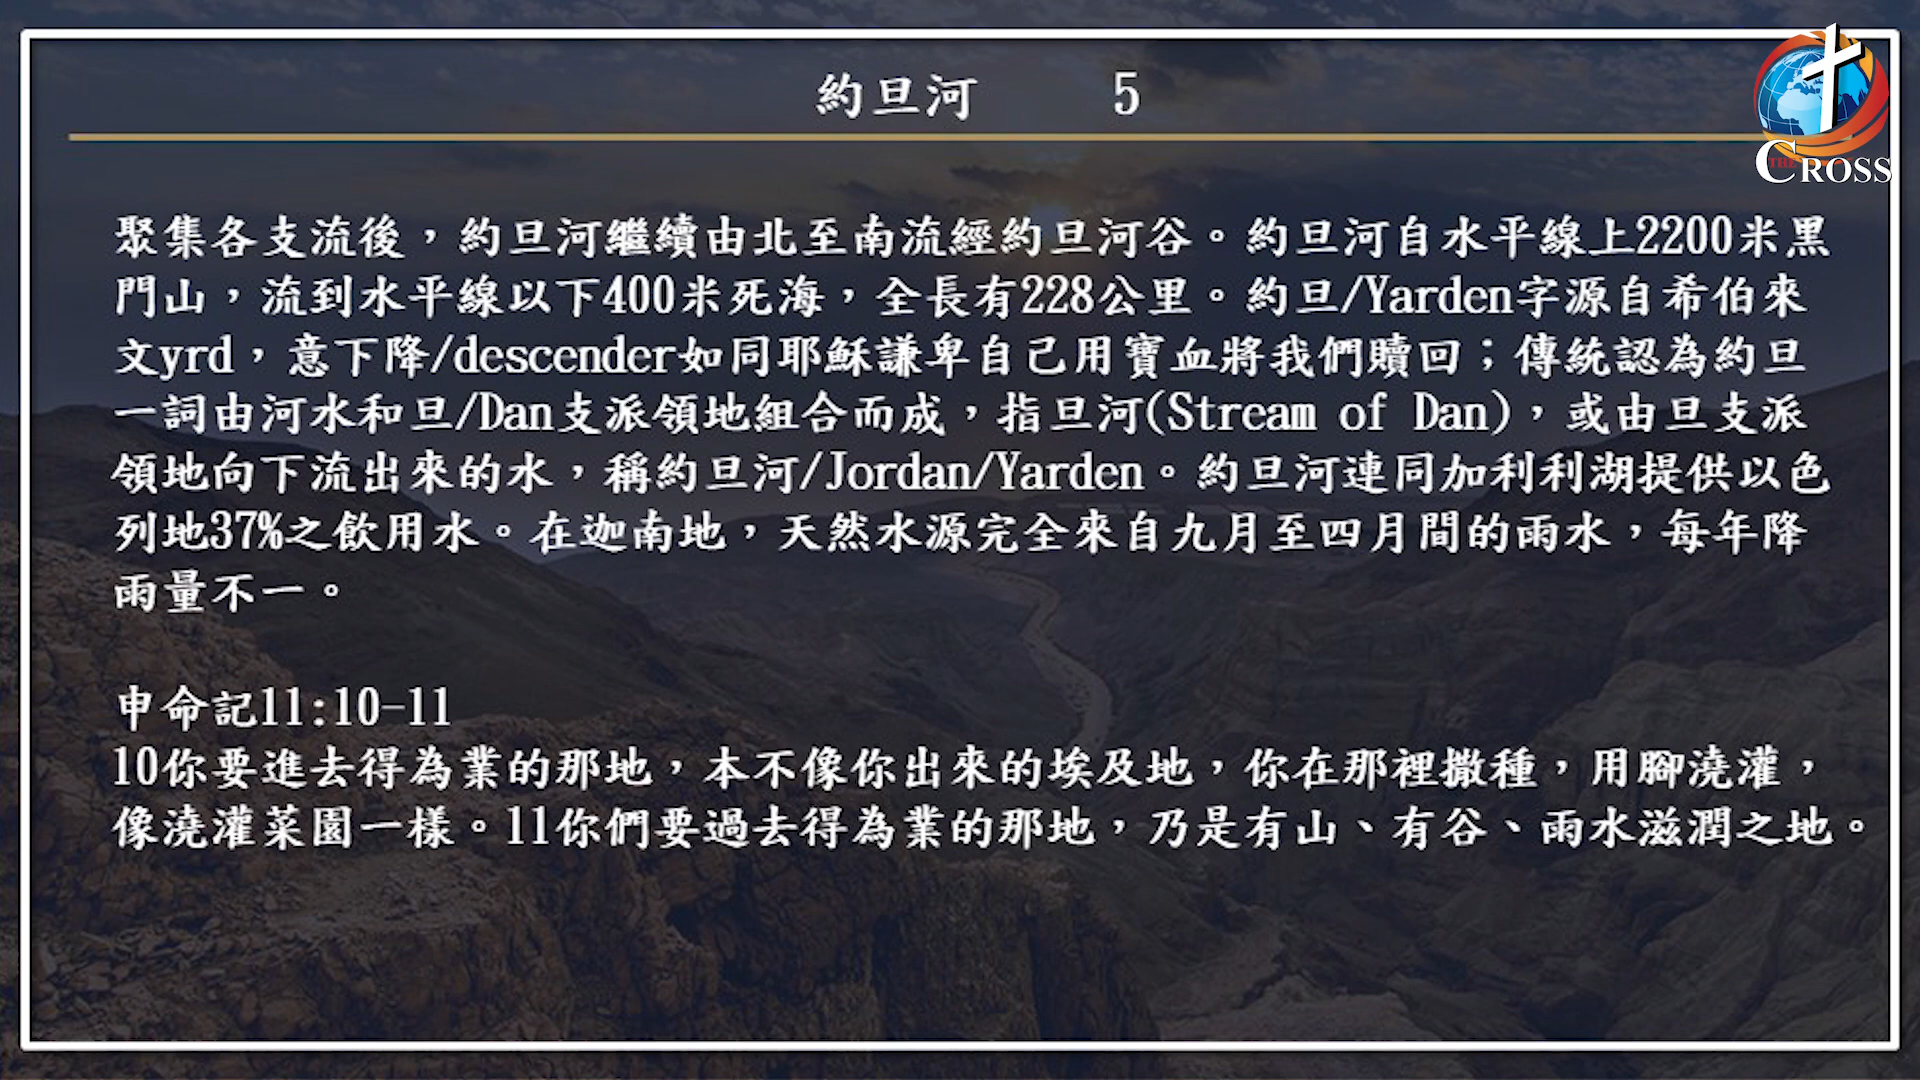 約旦河 5
THE CROSS
聚集各支流後，約旦河繼續由北至南流經約旦河谷。約旦河自水平線上2200米黑
門山，流到水平線以下400米死海，全長有228公里。約旦/Yarden字源自希伯來
文yrd，意下降/descender如同耶穌謙卑自己用寶血將我們贖回；傳統認為約旦
一詞由河水和旦/Dan支派領地組合而成，指旦河(Stream of Dan)，或由旦支派
領地向下流出來的水，稱約旦河/Jordan/Yarden。約旦河連同加利利湖提供以色
列地37%之飲用水。在迦南地，天然水源完全來自九月至四月間的雨水，每年降
雨量不一。
申命記11:10-11
10你要進去得為業的那地，本不像你出來的埃及地，你在那裡撒種，用腳澆灌，
像澆灌菜園一樣。11你們要過去得為業的那地，乃是有山、有谷、雨水滋潤之地。